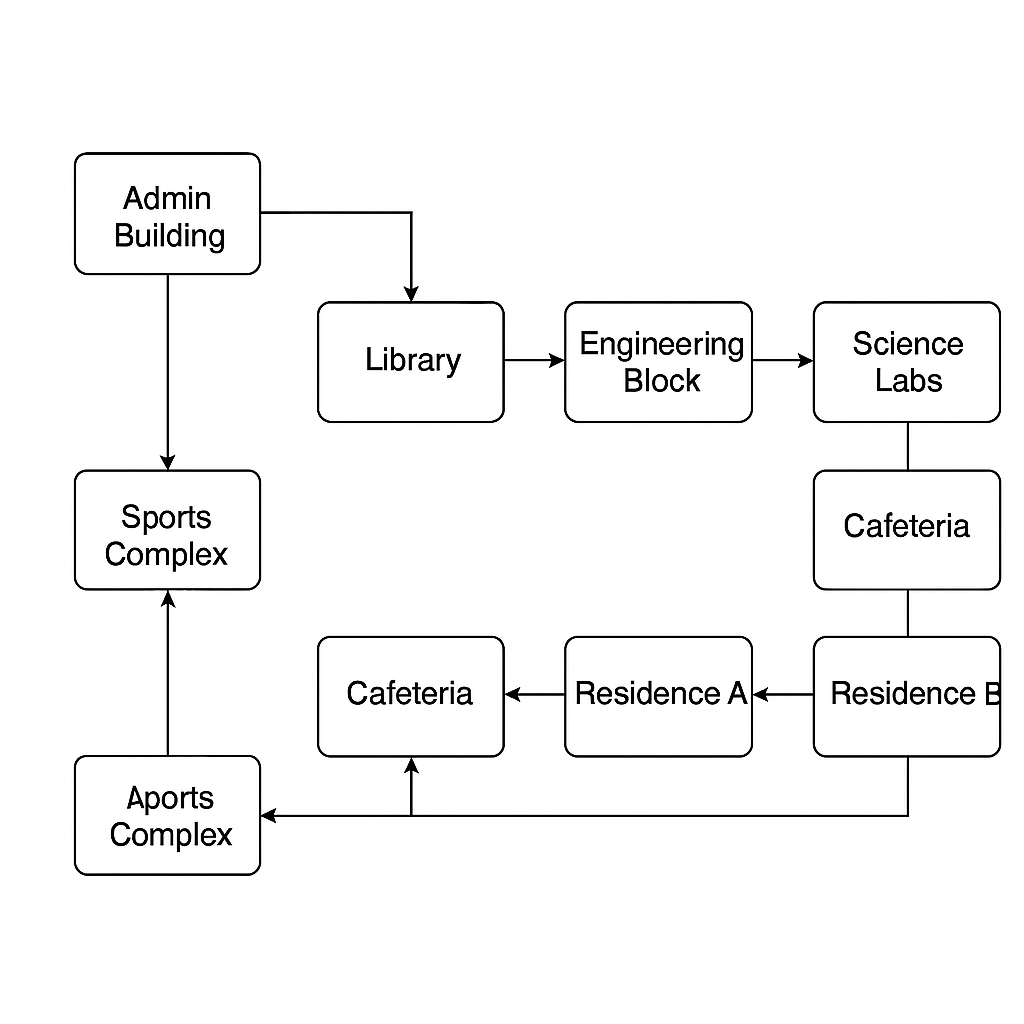 Admin
Building
Library
Engineering
Block
Science
Labs
Sports
Complex
Cafeteria
Cafeteria
Residence A
Residence B
Aports
Complex